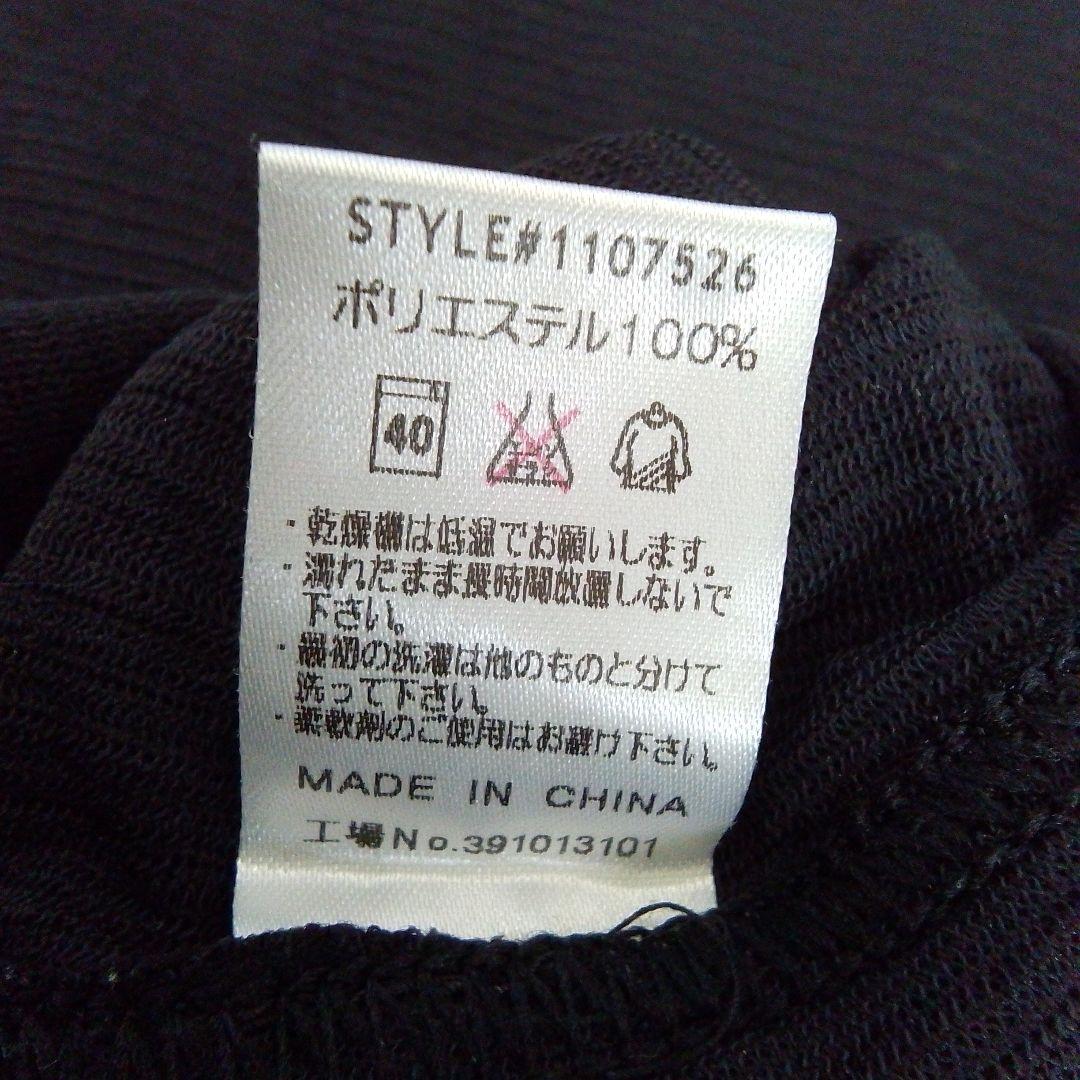 STYLE#1107526
ポリエステル100%
40
・乾燥機は低温でお願いします。
・濡れたまま長時間放置しないで
下さい。
・最初の洗濯は他のものと分けて
洗って下さい。
・柔軟剤のご使用はお避け下さい。
MADE IN CHINA
工場No.391013101